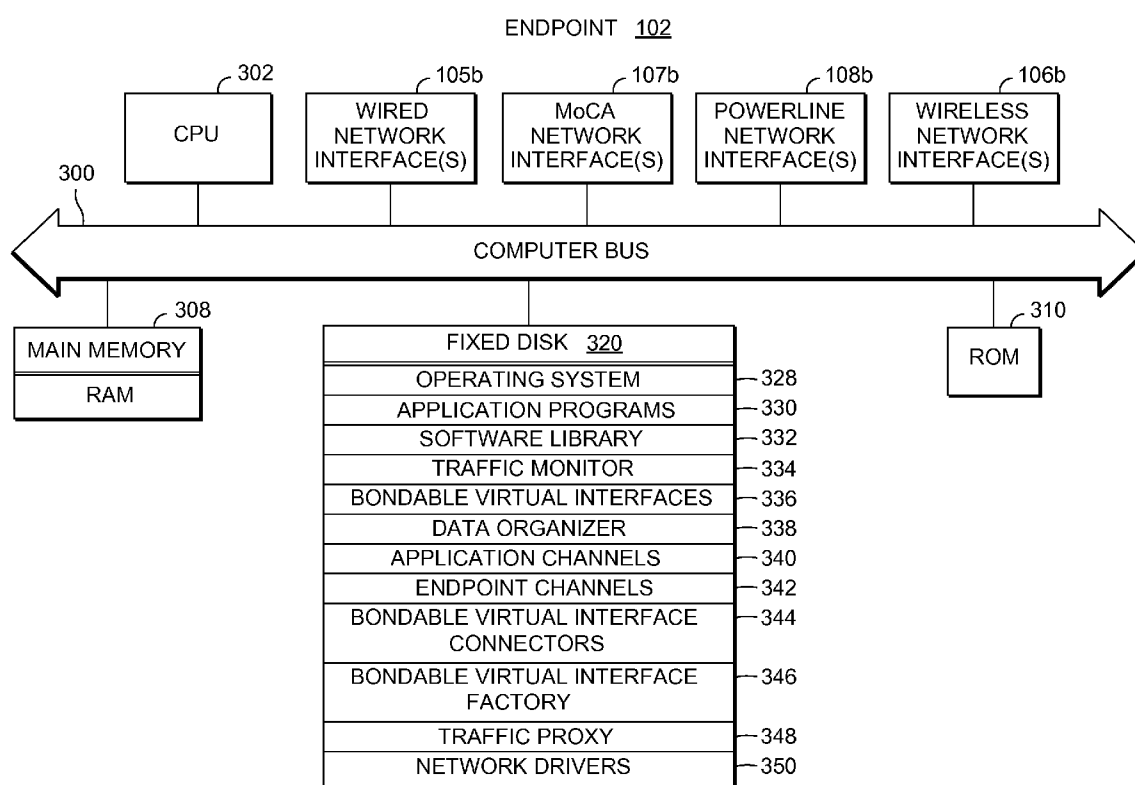 ENDPOINT 102
302
105b
107b
108b
106b
CPU
WIRED
NETWORK
INTERFACE(S)
MoCA
NETWORK
INTERFACE(S)
POWERLINE
NETWORK
INTERFACE(S)
WIRELESS
NETWORK
INTERFACE(S)
300
COMPUTER BUS
308
MAIN MEMORY
RAM
FIXED DISK 320
310
ROM
OPERATING SYSTEM 328
APPLICATION PROGRAMS 330
SOFTWARE LIBRARY 332
TRAFFIC MONITOR 334
BONDABLE VIRTUAL INTERFACES 336
DATA ORGANIZER 338
APPLICATION CHANNELS 340
ENDPOINT CHANNELS 342
BONDABLE VIRTUAL INTERFACE 344
CONNECTORS
BONDABLE VIRTUAL INTERFACE 346
FACTORY
TRAFFIC PROXY 348
NETWORK DRIVERS 350